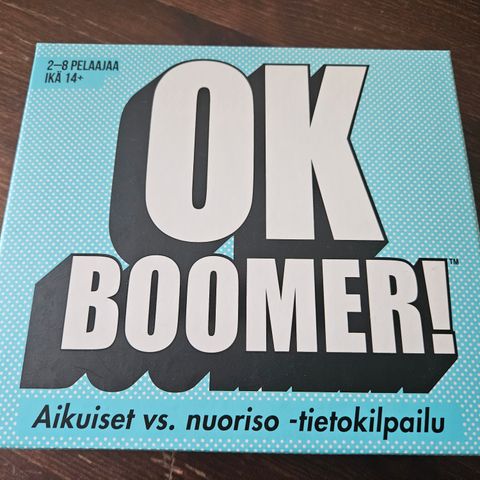 2–8 PELAAJAA
IKÄ 14+
OK
BOOMER!™
Aikuiset vs. nuoriso -tietokilpailu